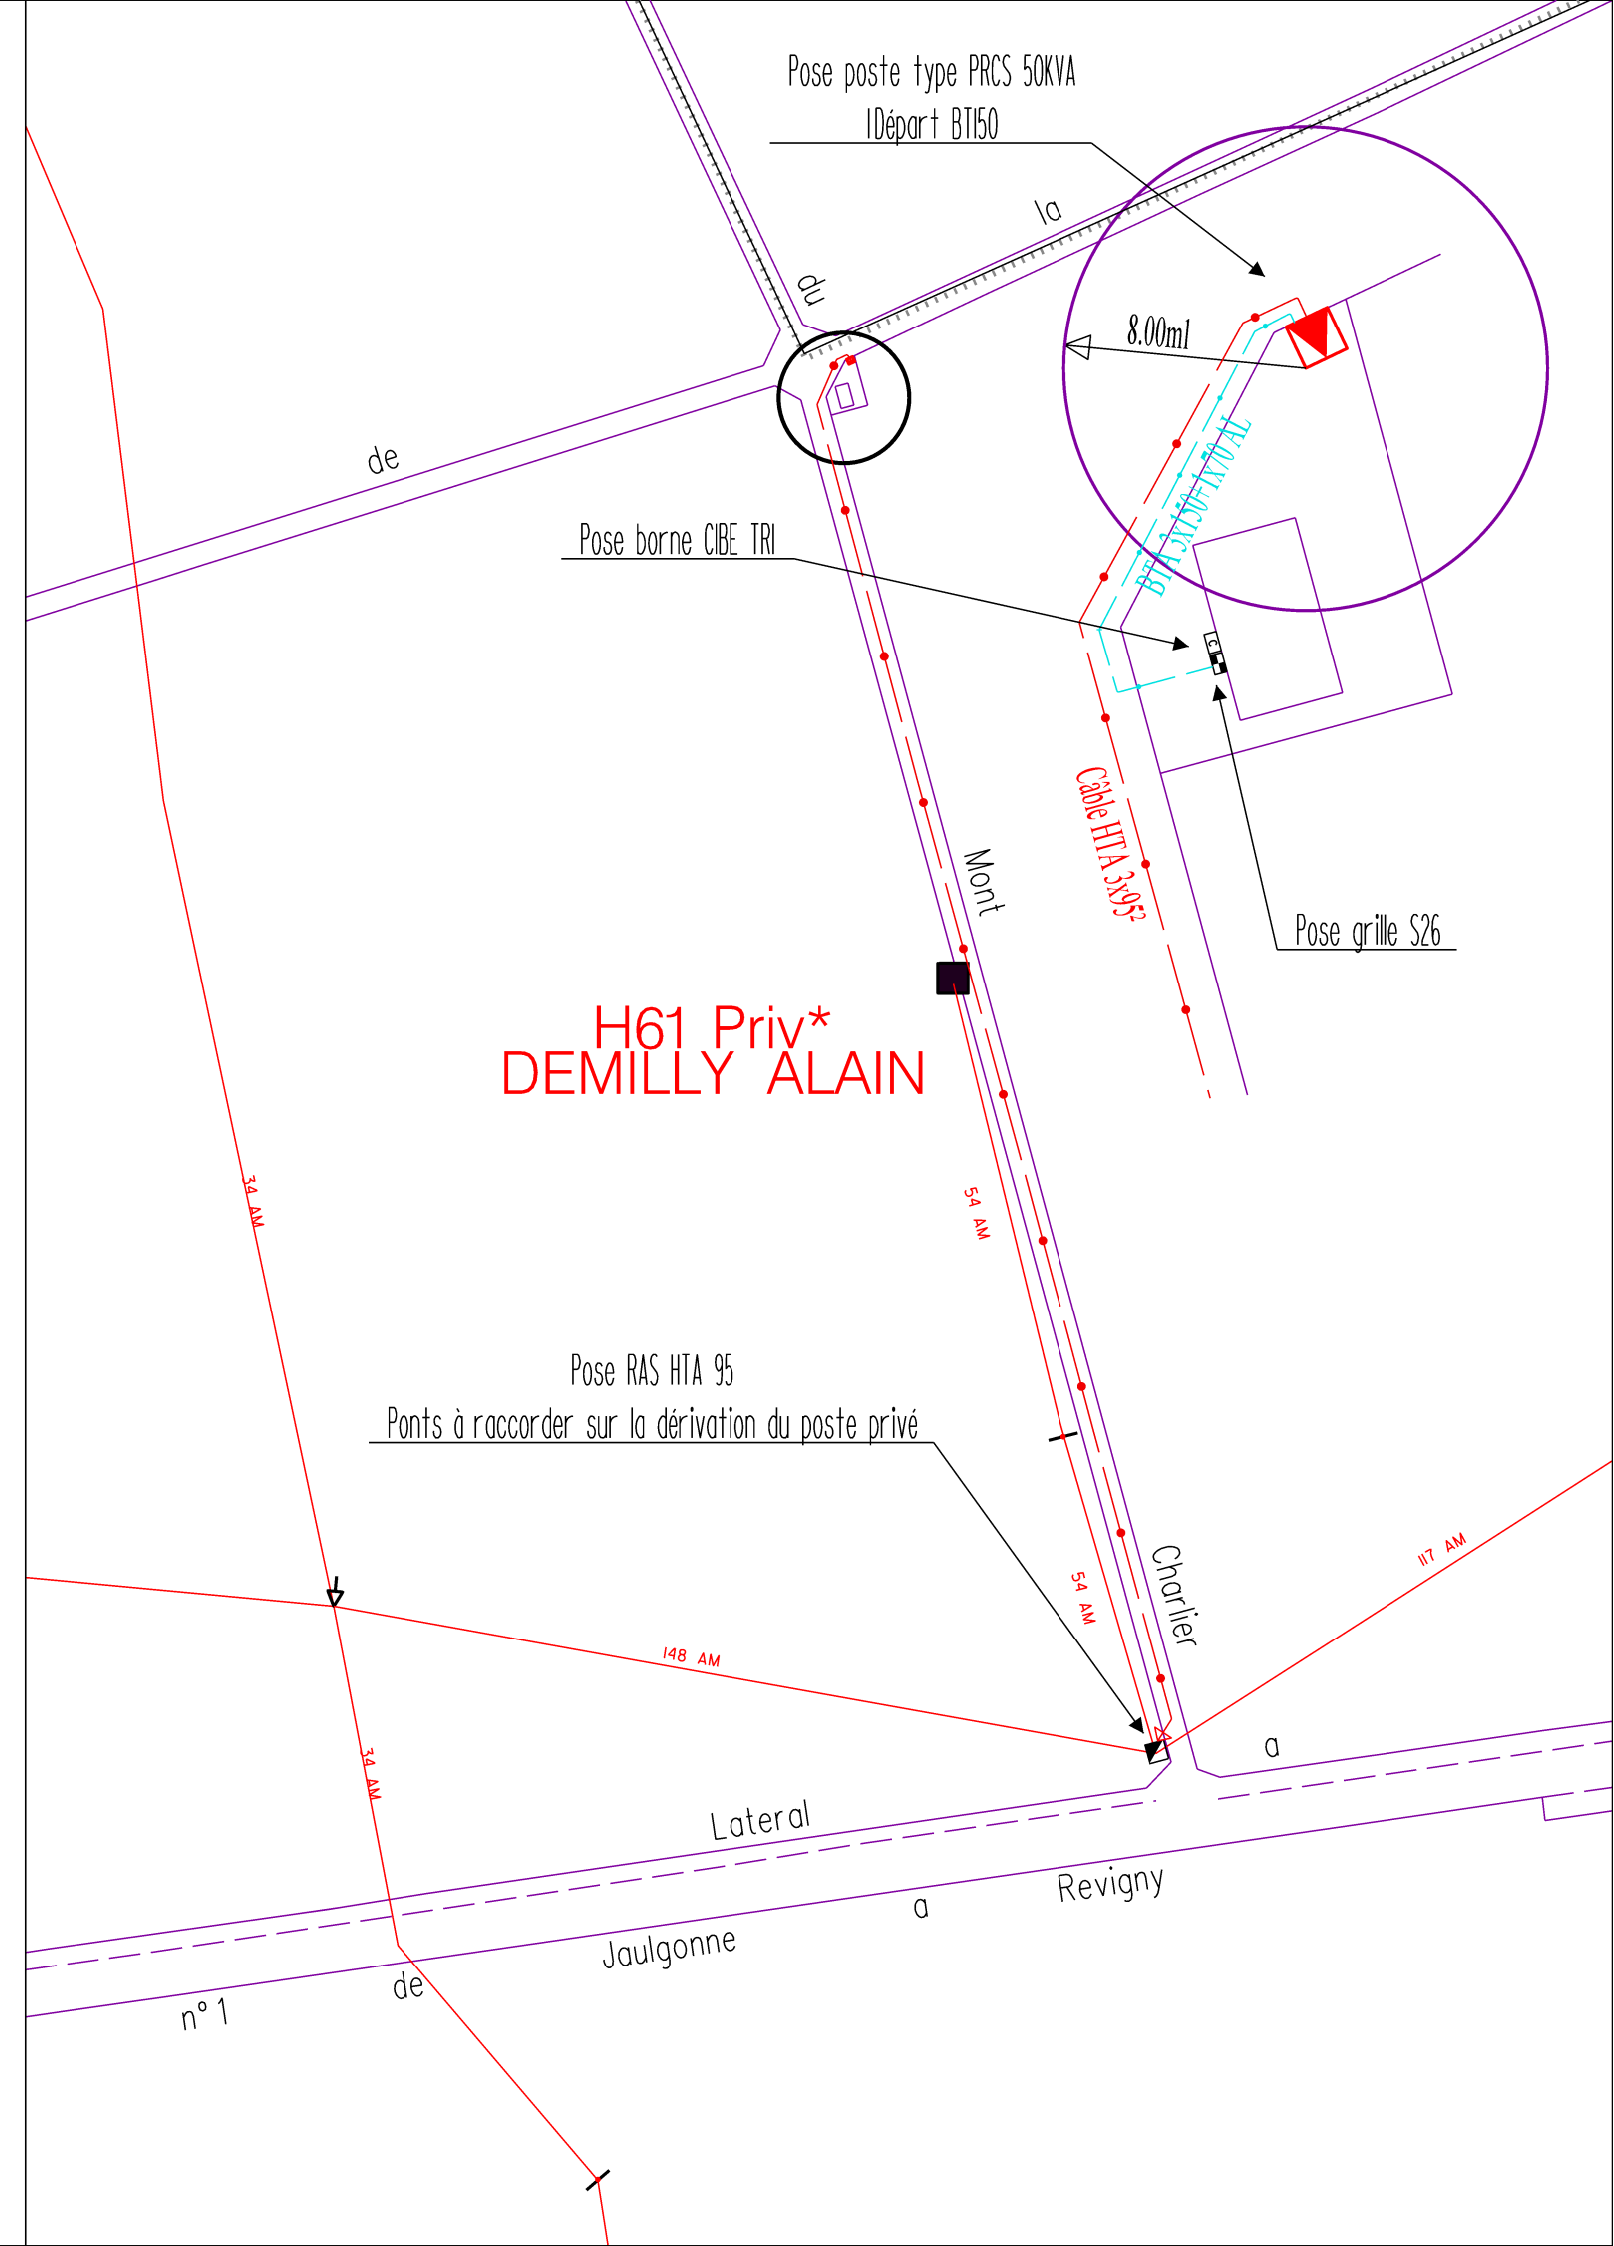 Pose poste type PRCS 50KVA
1Départ BT150
la
du
8.00ml
de
BTA 3x150+1x70 AL
Pose borne CIBE TRI
C
Câble HTA 3x95²
Mont
Pose grille S26
H61 Priv*
DEMILLY ALAIN
34 AM
54 AM
Pose RAS HTA 95
Ponts à raccorder sur la dérivation du poste privé
117 AM
Charlier
54 AM
148 AM
34 AM
a
Lateral
Revigny
a
Jaulgonne
de
n° 1